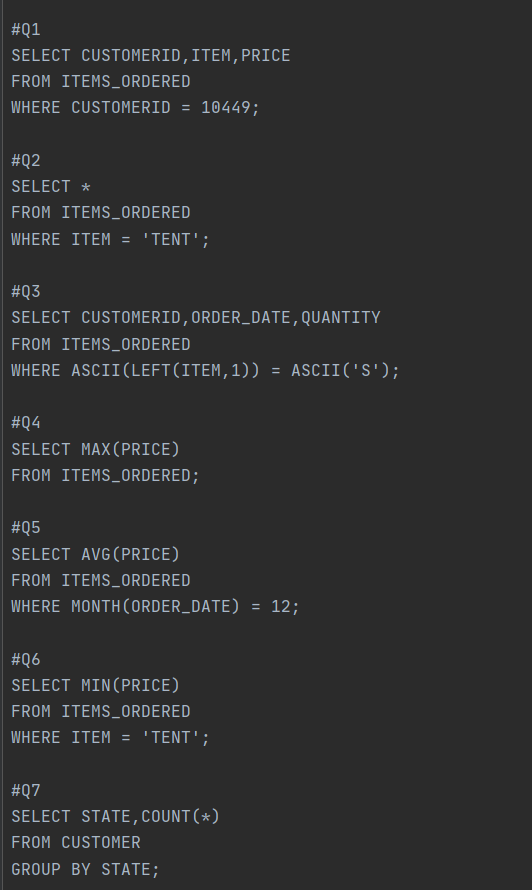 #Q1
SELECT CUSTOMERID,ITEM,PRICE
FROM ITEMS_ORDERED
WHERE CUSTOMERID = 10449;
#Q2
SELECT *
FROM ITEMS_ORDERED
WHERE ITEM = 'TENT';
#Q3
SELECT CUSTOMERID,ORDER_DATE,QUANTITY
FROM ITEMS_ORDERED
WHERE ASCII(LEFT(ITEM,1)) = ASCII('S');
#Q4
SELECT MAX(PRICE)
FROM ITEMS_ORDERED;
#Q5
SELECT AVG(PRICE)
FROM ITEMS_ORDERED
WHERE MONTH(ORDER_DATE) = 12;
#Q6
SELECT MIN(PRICE)
FROM ITEMS_ORDERED
WHERE ITEM = 'TENT';
#Q7
SELECT STATE,COUNT(*)
FROM CUSTOMER
GROUP BY STATE;